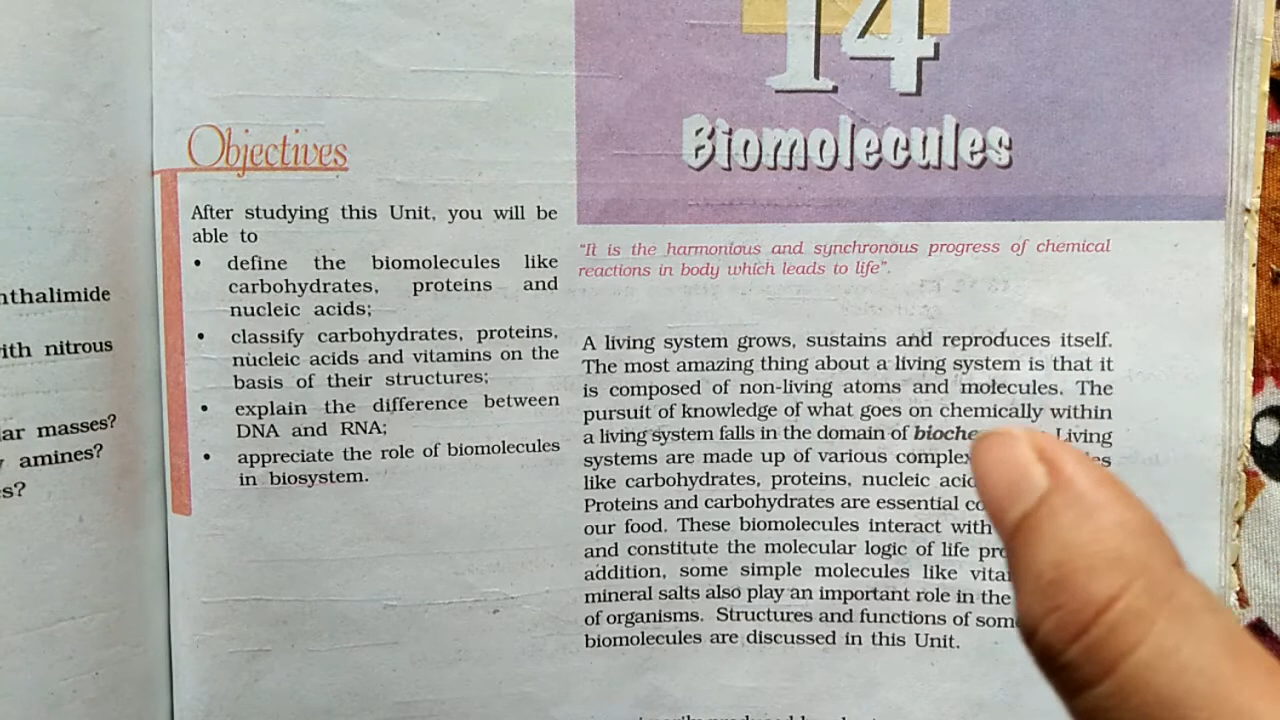 nthalimide
ith nitrous
ar masses?
amines?
s?
Objectives
After studying this Unit, you will be
able to
• define the biomolecules like
carbohydrates, proteins and
nucleic acids;
• classify carbohydrates, proteins,
nucleic acids and vitamins on the
basis of their structures;
• explain the difference between
DNA and RNA;
• appreciate the role of biomolecules
in biosystem.
14
Biomolecules
"It is the harmonious and synchronous progress of chemical
reactions in body which leads to life".
A living system grows, sustains and reproduces itself.
The most amazing thing about a living system is that it
is composed of non-living atoms and molecules. The
pursuit of knowledge of what goes on chemically within
a living system falls in the domain of bioche Living
systems are made up of various complex es
like carbohydrates, proteins, nucleic aci
Proteins and carbohydrates are essential co
our food. These biomolecules interact with
and constitute the molecular logic of life pro
addition, some simple molecules like vita
mineral salts also play an important role in the
of organisms. Structures and functions of som
biomolecules are discussed in this Unit.